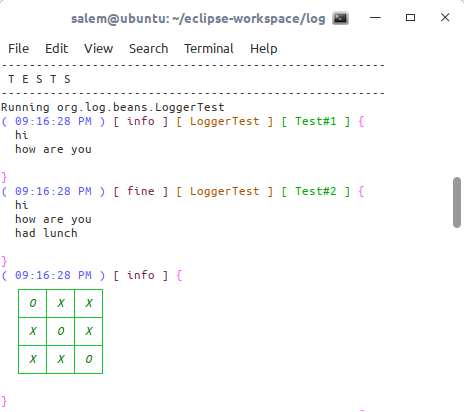 salem@ubuntu: ~/eclipse-workspace/log
File Edit View Search Terminal Help
-------------------------------------------------------
T E S T S
-------------------------------------------------------
Running org.log.beans.LoggerTest
( 09:16:28 PM ) [ info ] [ LoggerTest ] [ Test#1 ] {
hi
how are you
}
( 09:16:28 PM ) [ fine ] [ LoggerTest ] [ Test#2 ] {
hi
how are you
had lunch
}
( 09:16:28 PM ) [ info ] {
O X X
X O X
X X O
}